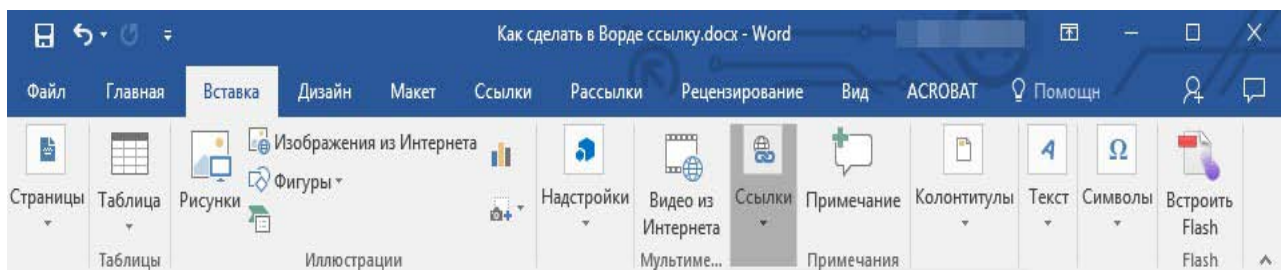 Как сделать в Ворде ссылку.docx - Word
Файл Главная Вставка Дизайн Макет Ссылки Рассылки Рецензирование Вид ACROBAT Помощн
Изображения из Интернета
Фигуры
Страницы Таблица Рисунки Надстройки Видео из Интернета Ссылки Примечание Колонтитулы Текст Символы Встроить Flash
Таблицы Иллюстрации Мультиме... Примечания Flash